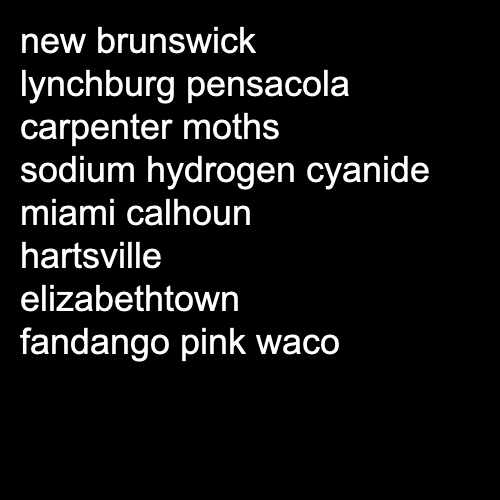 new brunswick
lynchburg pensacola
carpenter moths
sodium hydrogen cyanide
miami calhoun
hartsville
elizabethtown
fandango pink waco